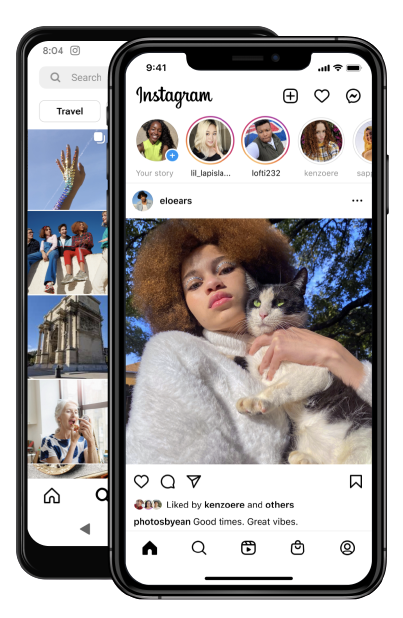 8:04
Search
Travel
9:41
Instagram
Your story
lil_lapisla...
lofti232
kenzoere
sapp
eloears
Liked by kenzoere and others
photosbyean Good times. Great vibes.